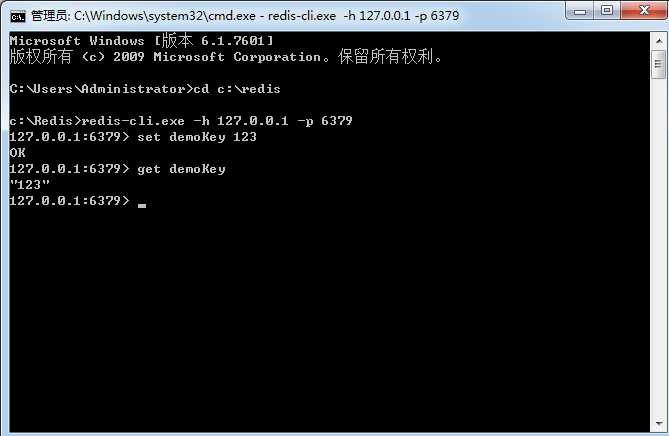 管理员: C:\Windows\system32\cmd.exe - redis-cli.exe  -h 127.0.0.1 -p 6379
Microsoft Windows [版本 6.1.7601]
版权所有 (c) 2009 Microsoft Corporation。保留所有权利。
C:\Users\Administrator>cd c:\redis
c:\Redis>redis-cli.exe -h 127.0.0.1 -p 6379
127.0.0.1:6379> set demoKey 123
OK
127.0.0.1:6379> get demoKey
"123"
127.0.0.1:6379> _